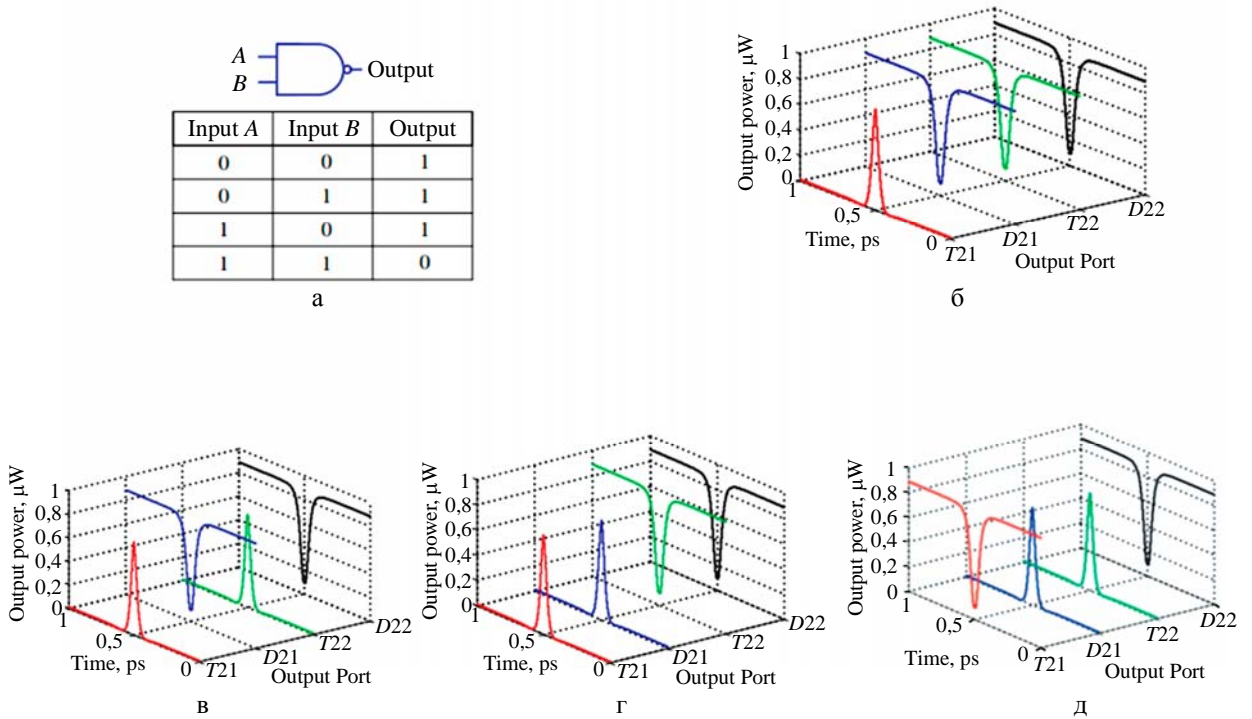 A
B
Output
Input A Input B Output
0 0 1
0 1 1
1 0 1
1 1 0
а
Output power, μW
1
0,8
0,6
0,4
0,2
0
1
0,5
0
Time, ps
T21
D21
T22
D22
Output Port
б
Output power, μW
1
0,8
0,6
0,4
0,2
0
1
0,5
0
Time, ps
T21
D21
T22
D22
Output Port
в
Output power, μW
1
0,8
0,6
0,4
0,2
0
1
0,5
0
Time, ps
T21
D21
T22
D22
Output Port
г
Output power, μW
1
0,8
0,6
0,4
0,2
0
1
0,5
0
Time, ps
T21
D21
T22
D22
Output Port
д